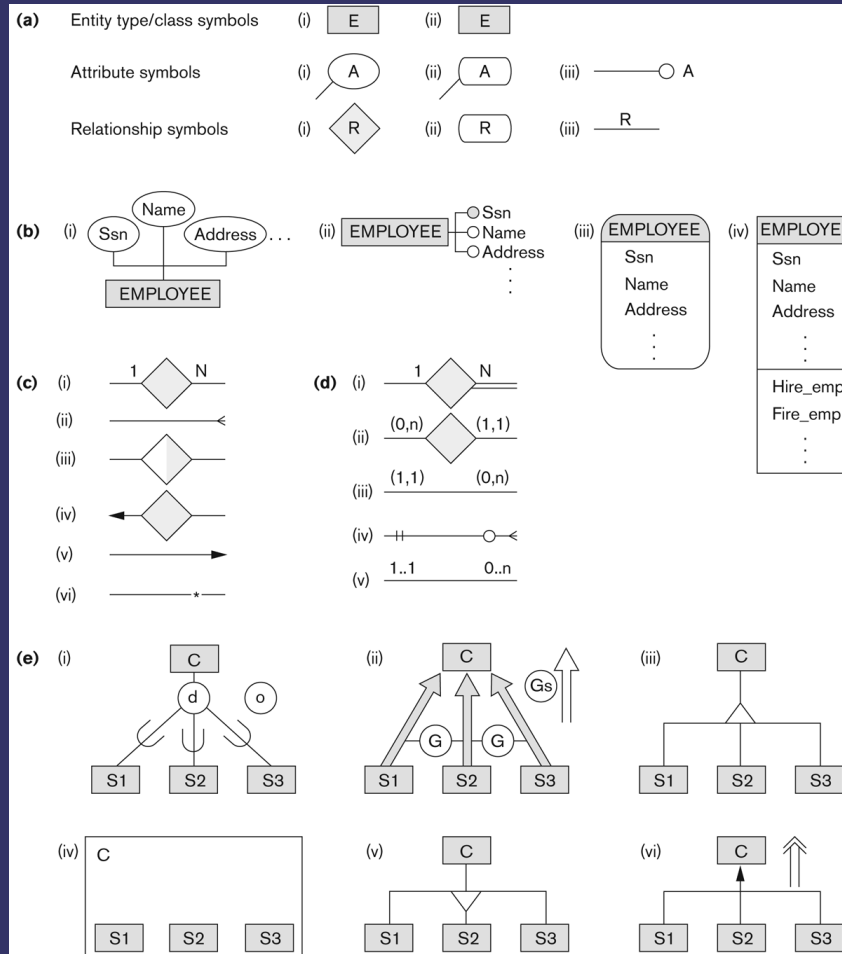 (a) Entity type/class symbols (i) E (ii) E
Attribute symbols (i) A (ii) A (iii) A
Relationship symbols (i) R (ii) R (iii) R
(b) (i) Ssn Name Address . . .
EMPLOYEE
(ii) EMPLOYEE Ssn
Name
Address
(iii) EMPLOYEE
Ssn
Name
Address
(iv) EMPLOYE
Ssn
Name
Address
Hire_emp
Fire_emp
(c) (i) 1 N
(ii)
(iii)
(iv)
(v)
(vi) *
(d) (i) 1 N
(ii) (0,n) (1,1)
(iii) (1,1) (0,n)
(iv)
(v) 1..1 0..n
(e) (i) C
d o
S1 S2 S3
(ii) C
Gs
G G
S1 S2 S3
(iii) C
S1 S2 S3
(iv) C
S1 S2 S3
(v) C
S1 S2 S3
(vi) C
S1 S2 S3